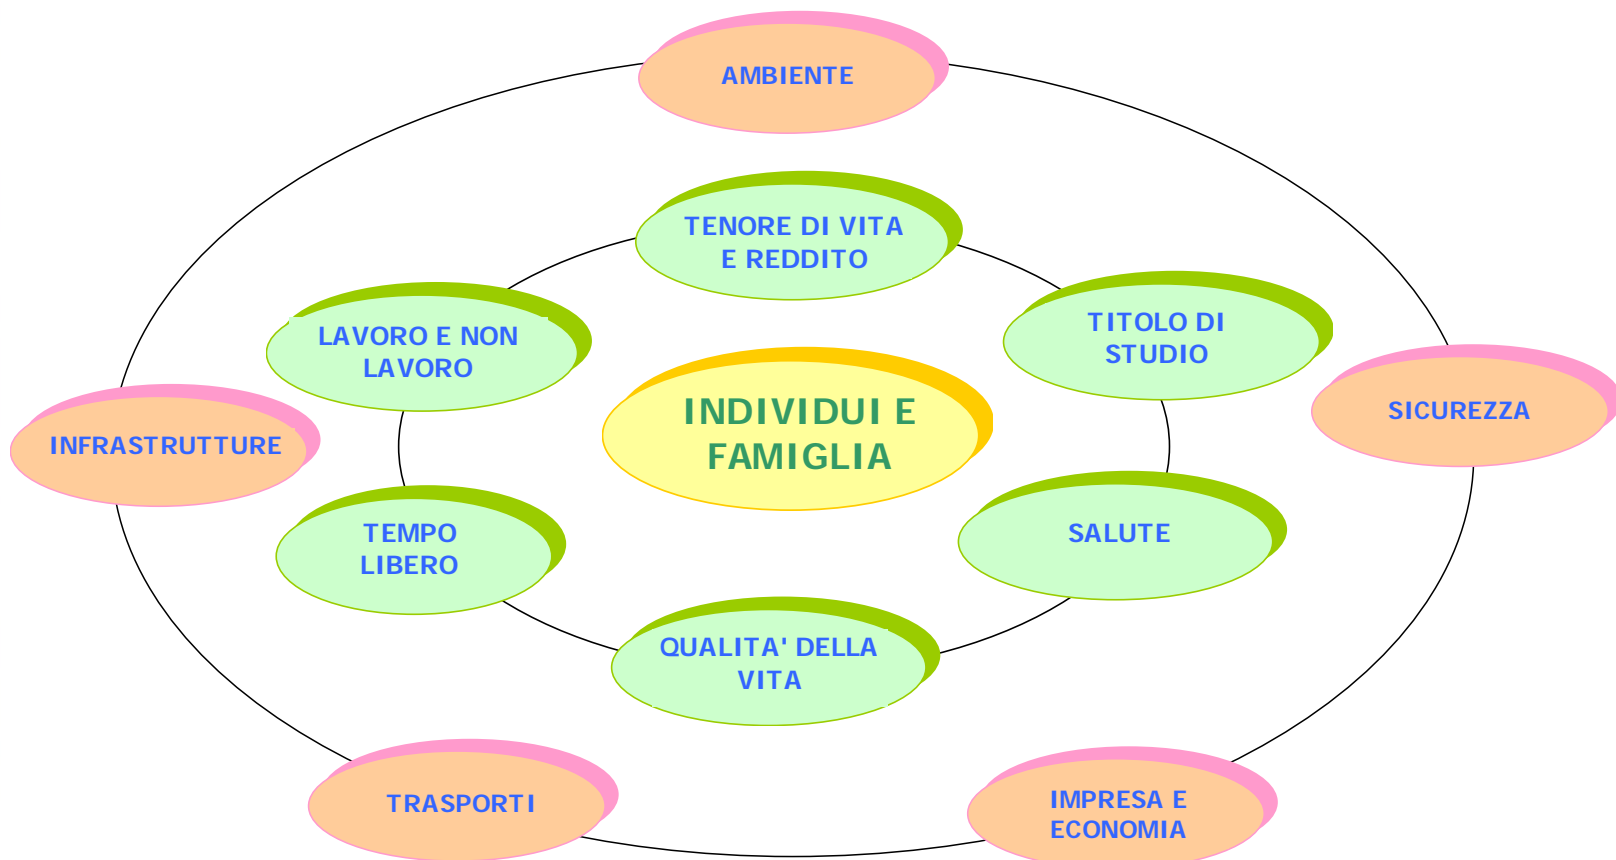 AMBIENTE
TENORE DI VITA
E REDDITO
LAVORO E NON
LAVORO
TITOLO DI
STUDIO
INDIVIDUI E
FAMIGLIA
SICUREZZA
INFRASTRUTTURE
TEMPO
LIBERO
SALUTE
QUALITA' DELLA
VITA
TRASPORTI
IMPRESA E
ECONOMIA